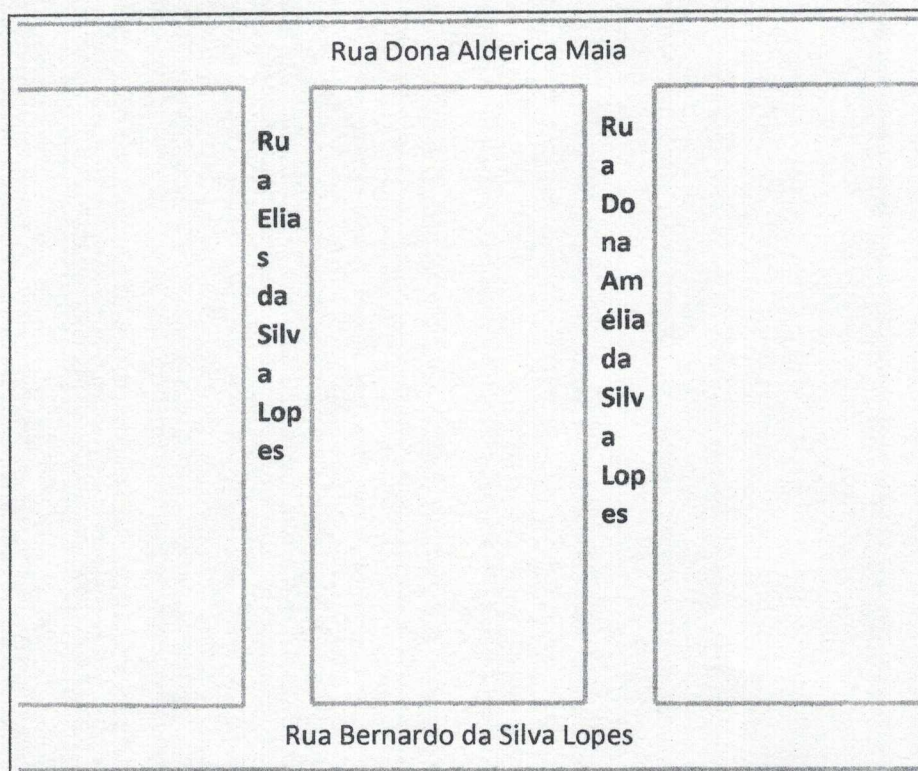 Rua Dona Alderica Maia
Ru
a
Elia
s
da
Silv
a
Lop
es
Ru
a
Do
na
Am
élia
da
Silv
a
Lop
es
Rua Bernardo da Silva Lopes